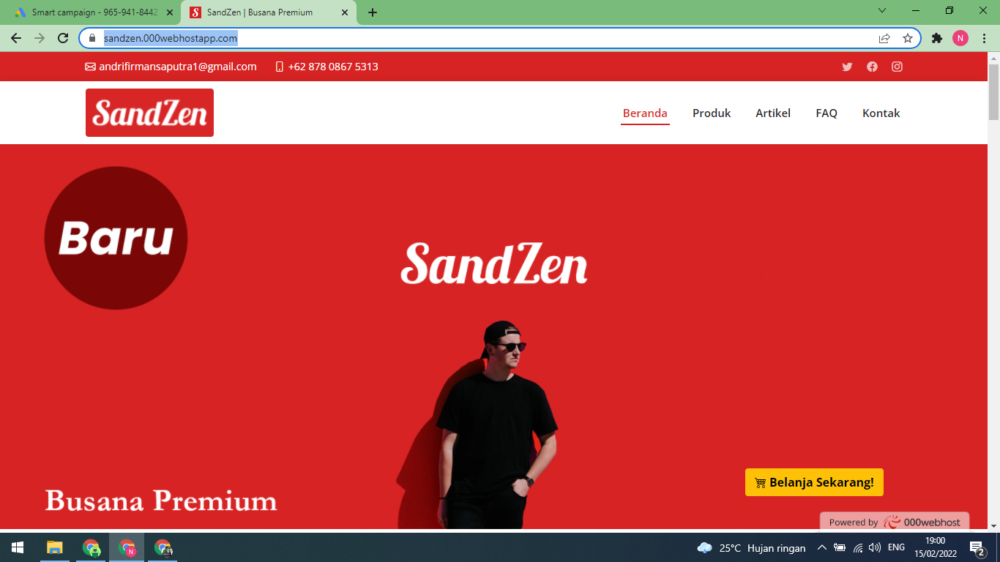 Smart campaign - 965-941-8442
SandZen | Busana Premium
sandzen.000webhostapp.com
N
andrifirmansaputra1@gmail.com
+62 878 0867 5313
SandZen
Beranda
Produk
Artikel
FAQ
Kontak
Baru
SandZen
Busana Premium
Belanja Sekarang!
Powered by 000webhost
25°C Hujan ringan
ENG
19:00
15/02/2022
2